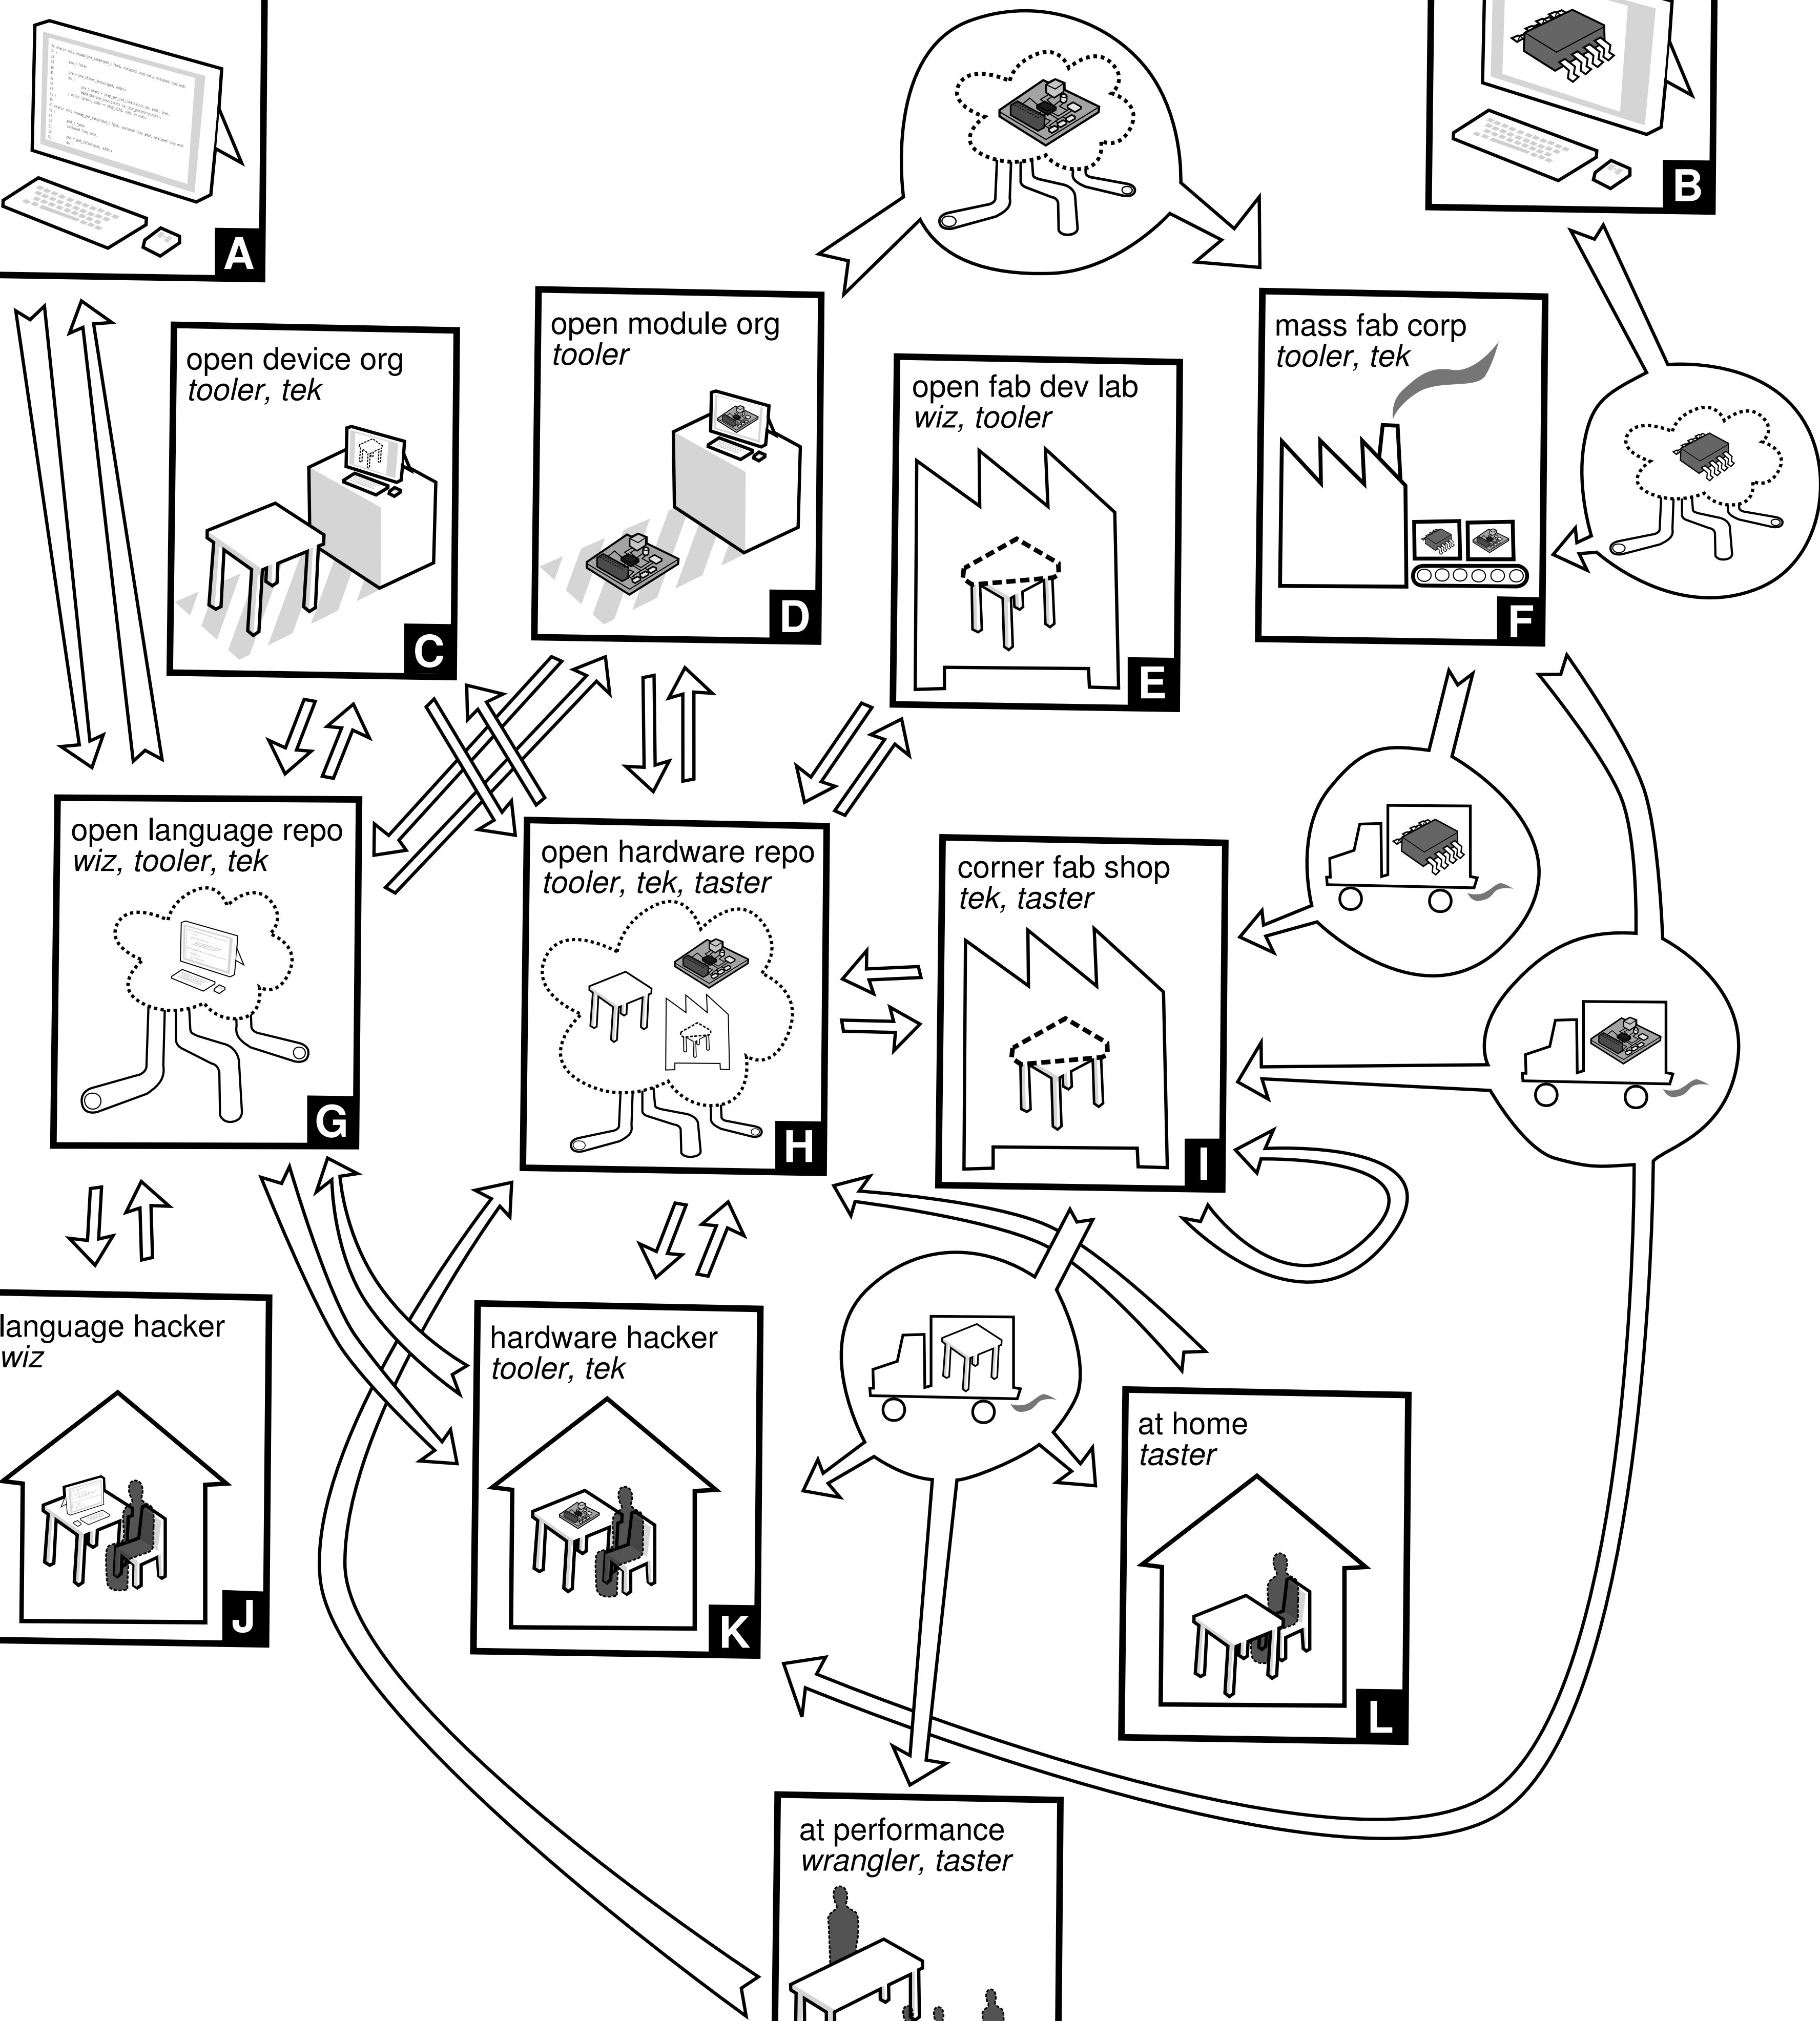 A
B
open device org
tooler, tek
C
open module org
tooler
D
open fab dev lab
wiz, tooler
E
mass fab corp
tooler, tek
F
open language repo
wiz, tooler, tek
G
open hardware repo
tooler, tek, taster
H
corner fab shop
tek, taster
I
language hacker
wiz
J
hardware hacker
tooler, tek
K
at home
taster
L
at performance
wrangler, taster